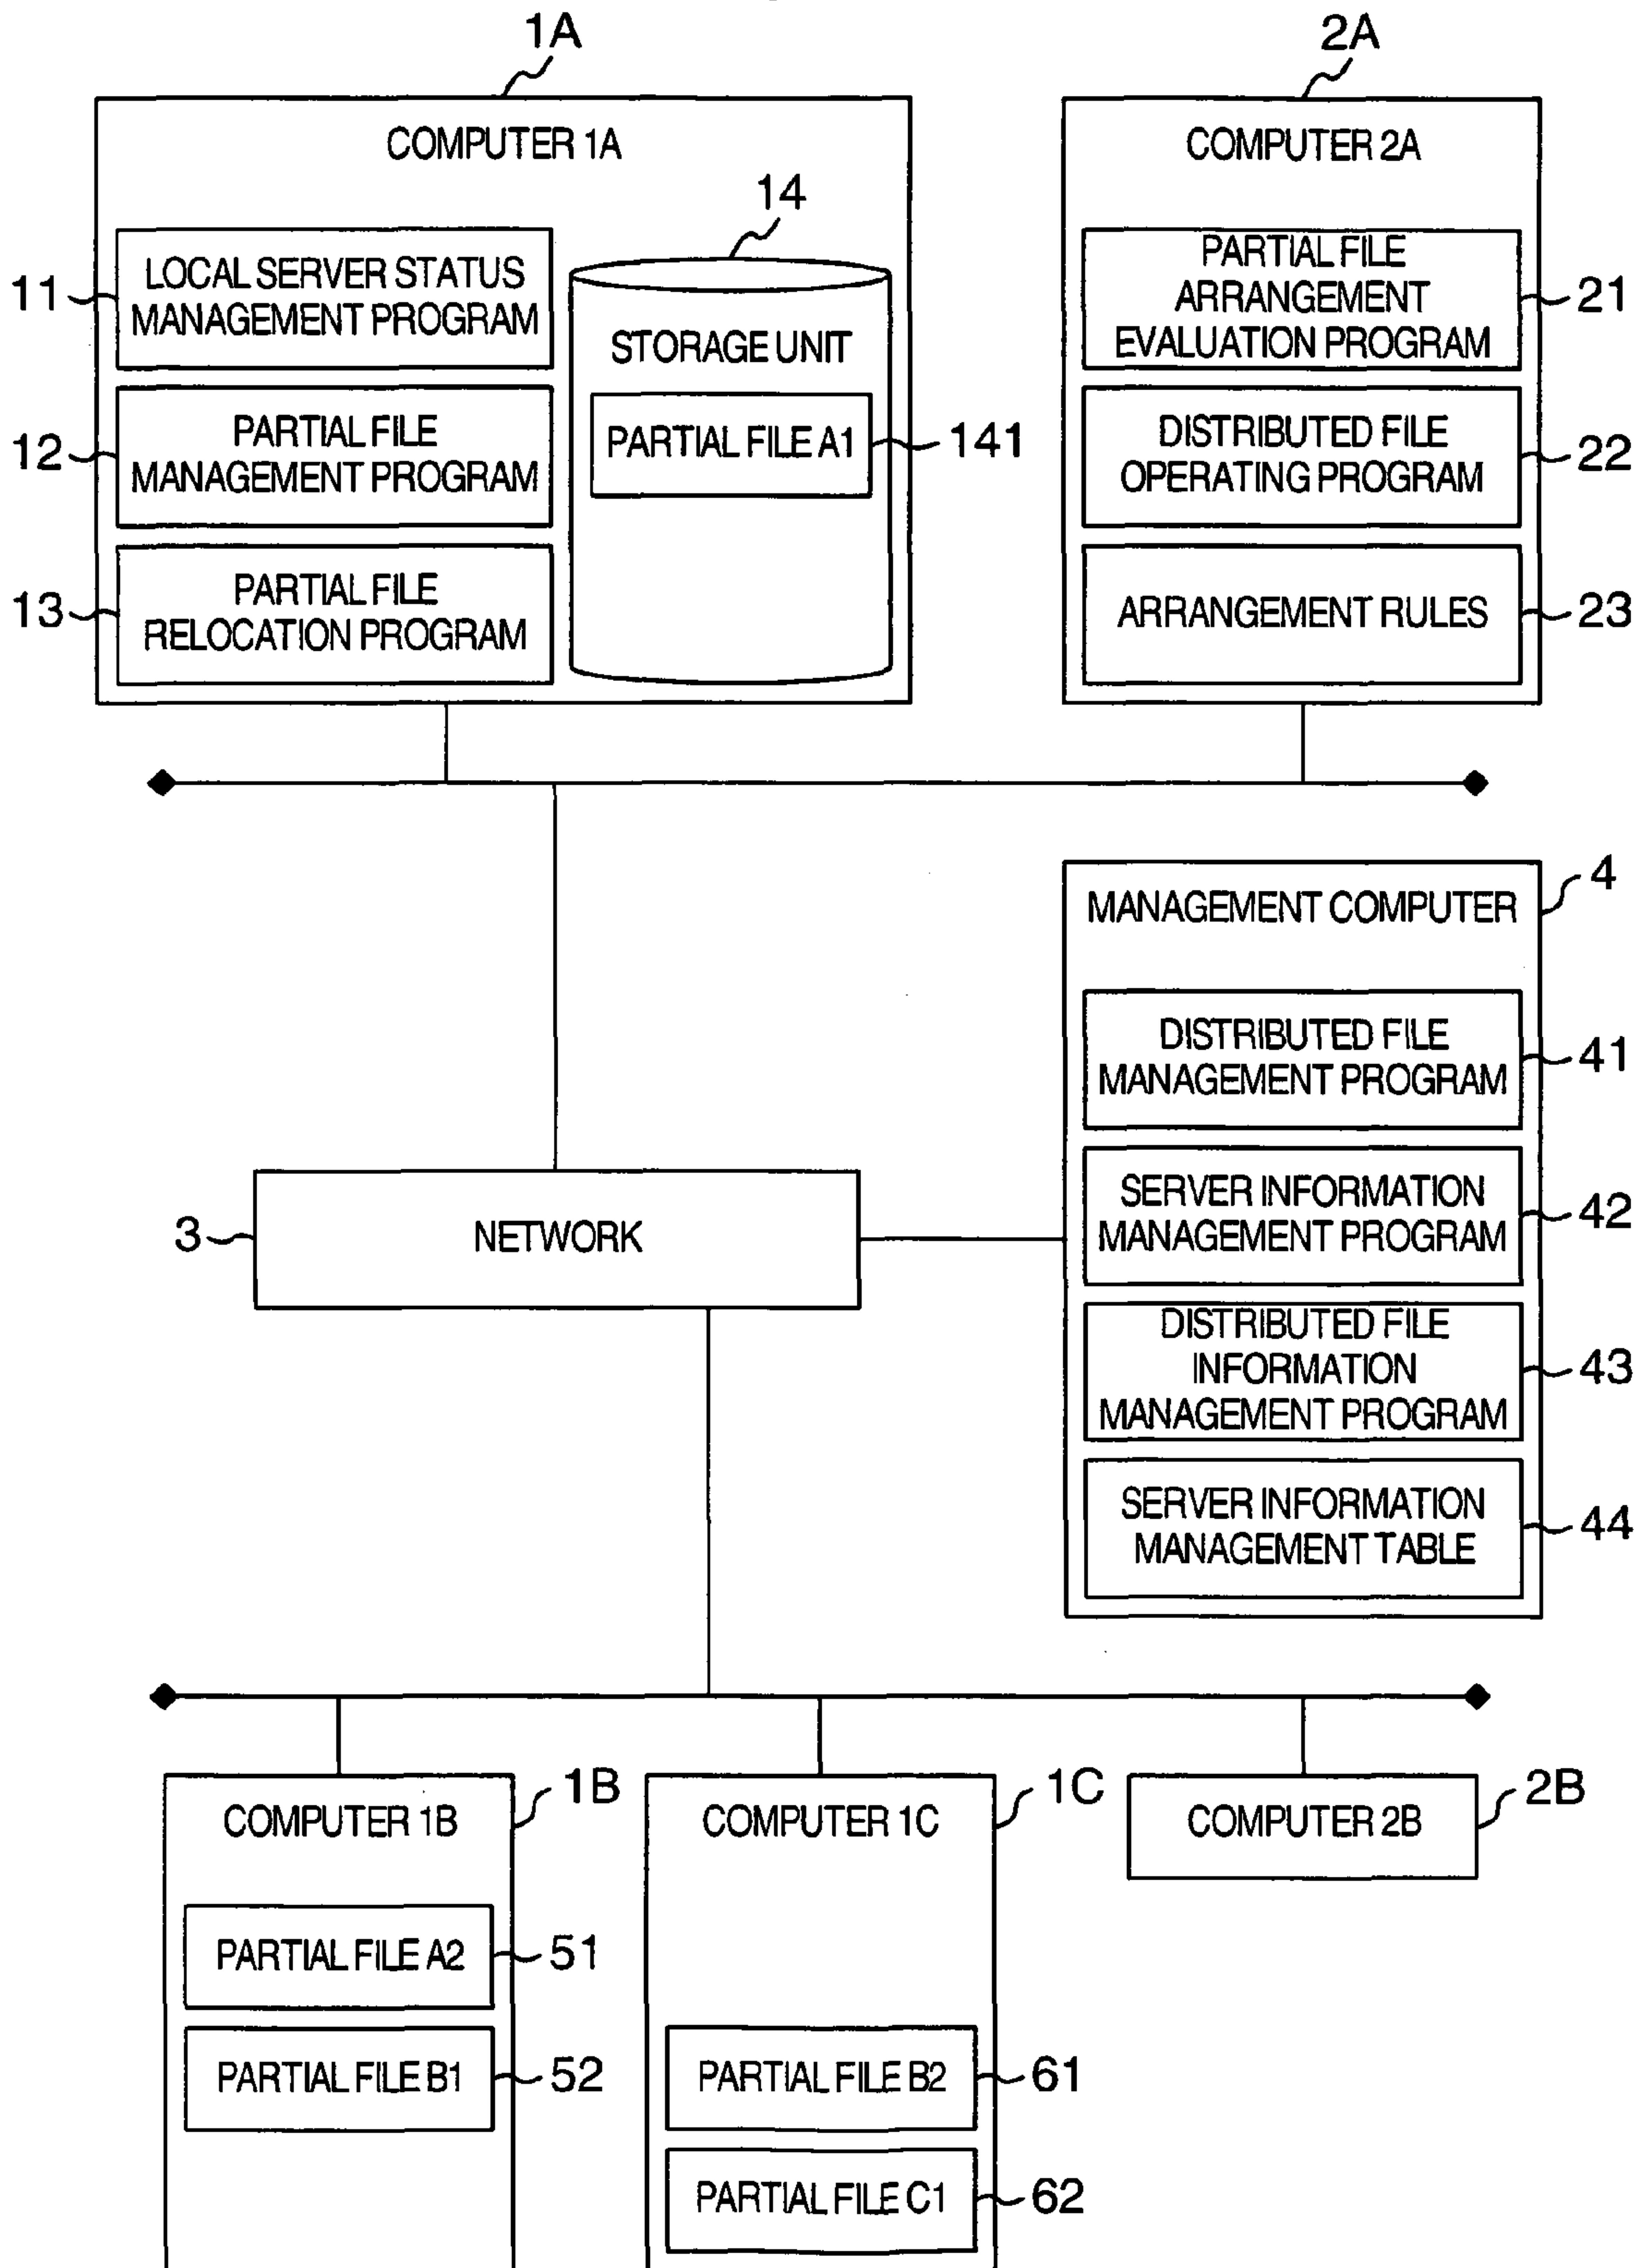 1A
2A
COMPUTER 1A
COMPUTER 2A
14
11
LOCAL SERVER STATUS
MANAGEMENT PROGRAM
12
PARTIAL FILE
MANAGEMENT PROGRAM
13
PARTIAL FILE
RELOCATION PROGRAM
STORAGE UNIT
PARTIAL FILE A1
141
PARTIAL FILE
ARRANGEMENT
EVALUATION PROGRAM
21
DISTRIBUTED FILE
OPERATING PROGRAM
22
ARRANGEMENT RULES
23
MANAGEMENT COMPUTER
4
DISTRIBUTED FILE
MANAGEMENT PROGRAM
41
SERVER INFORMATION
MANAGEMENT PROGRAM
42
DISTRIBUTED FILE
INFORMATION
MANAGEMENT PROGRAM
43
SERVER INFORMATION
MANAGEMENT TABLE
44
3
NETWORK
COMPUTER 1B
1B
PARTIAL FILE A2
51
PARTIAL FILE B1
52
COMPUTER 1C
1C
PARTIAL FILE B2
61
PARTIAL FILE C1
62
COMPUTER 2B
2B